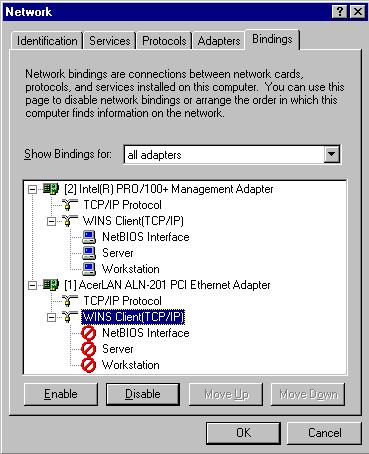 Network
Identification Services Protocols Adapters Bindings
Network bindings are connections between network cards,
protocols, and services installed on this computer. You can use this
page to disable network bindings or arrange the order in which this
computer finds information on the network.
Show Bindings for: all adapters
[2] Intel(R) PRO/100+ Management Adapter
TCP/IP Protocol
WINS Client(TCP/IP)
NetBIOS Interface
Server
Workstation
[1] AcerLAN ALN-201 PCI Ethernet Adapter
TCP/IP Protocol
WINS Client(TCP/IP)
NetBIOS Interface
Server
Workstation
Enable Disable Move Up Move Down
OK Cancel